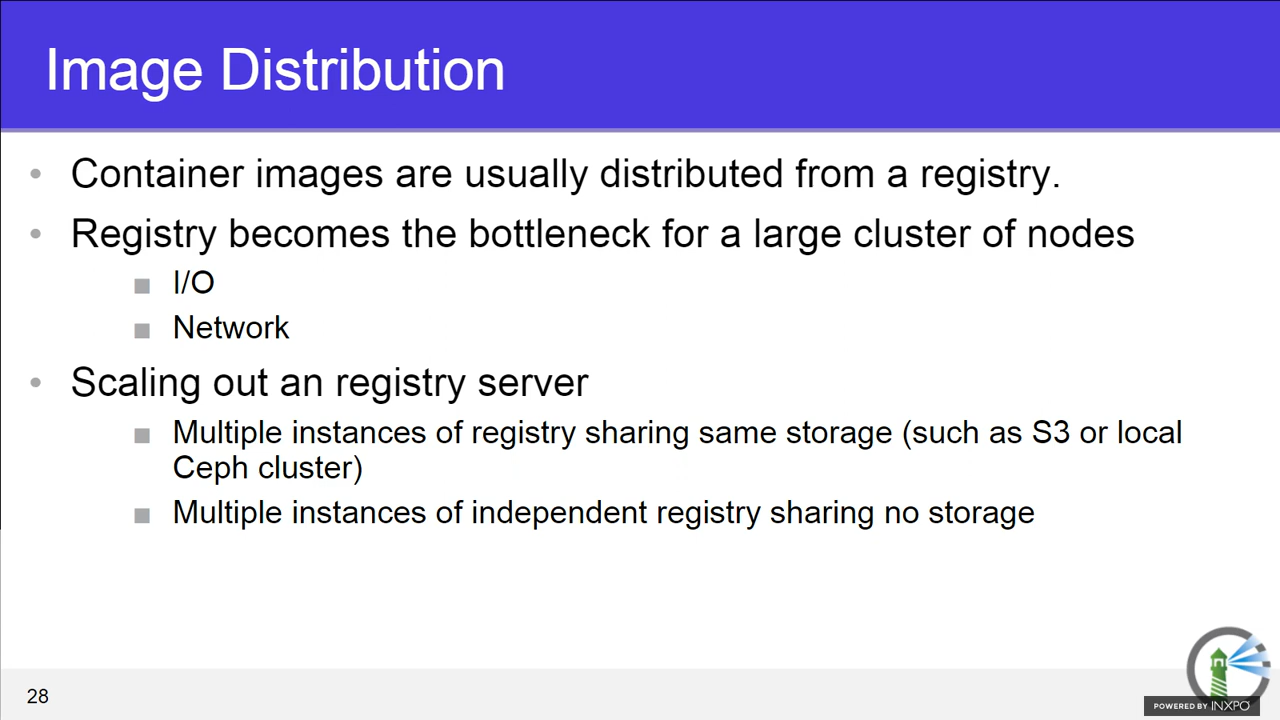 Image Distribution
• Container images are usually distributed from a registry.
• Registry becomes the bottleneck for a large cluster of nodes
■ I/O
■ Network
• Scaling out an registry server
■ Multiple instances of registry sharing same storage (such as S3 or local
Ceph cluster)
■ Multiple instances of independent registry sharing no storage
28
POWERED BY INXPO